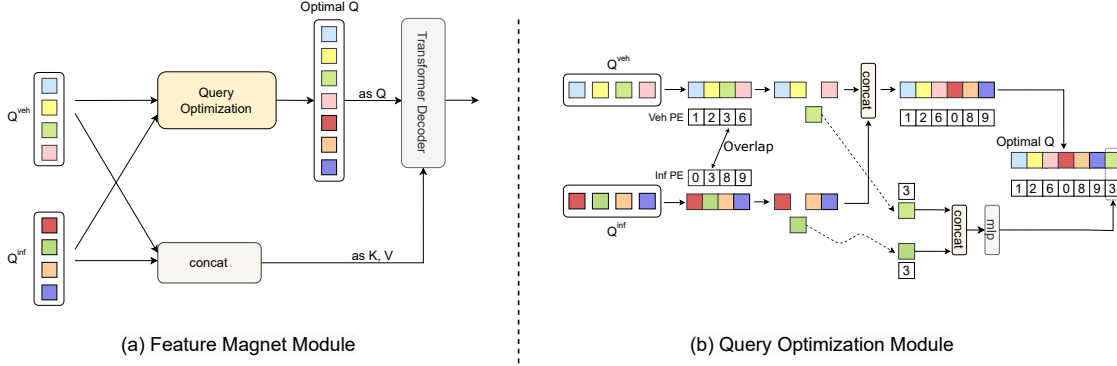 Optimal Q
Q^veh
Query
Optimization
as Q
Transformer Decoder
Q^inf
concat
as K, V
(a) Feature Magnet Module
Q^veh
concat
Veh PE
1 2 3 6
1 2 6 0 8 9
Overlap
Optimal Q
Inf PE
0 3 8 9
1 2 6 0 8 9 3
3
Q^inf
concat
mlp
3
(b) Query Optimization Module